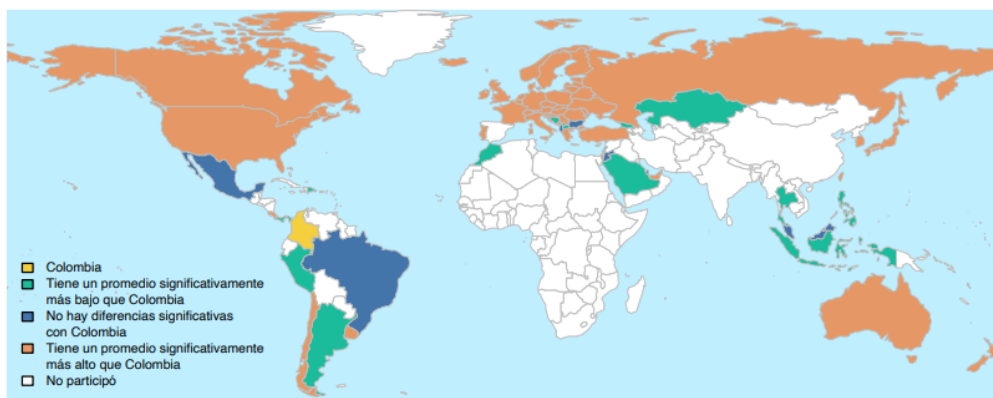 Colombia
Tiene un promedio significativamente
más bajo que Colombia
No hay diferencias significativas
con Colombia
Tiene un promedio significativamente
más alto que Colombia
No participó